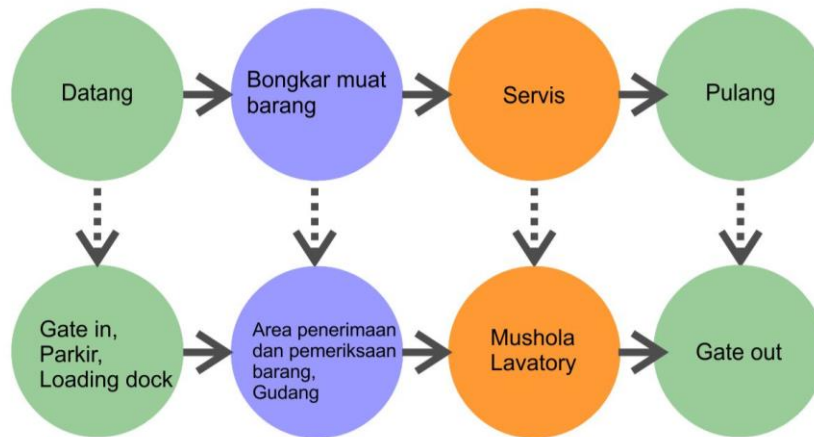 Datang
Bongkar muat
barang
Servis
Pulang
Gate in,
Parkir,
Loading dock
Area penerimaan
dan pemeriksaan
barang,
Gudang
Mushola
Lavatory
Gate out